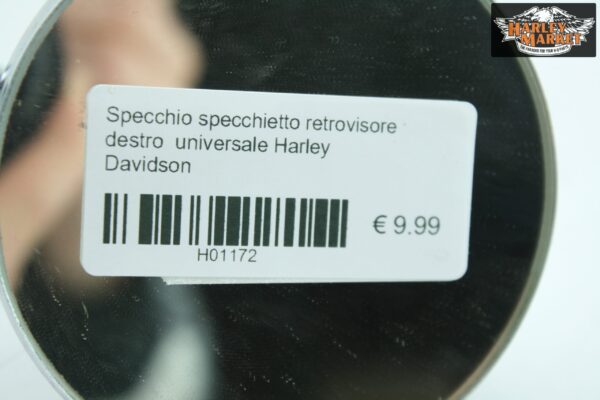 HARLEY
MARKET
Specchio specchietto retrovisore
destro universale Harley
Davidson
€ 9.99
H01172